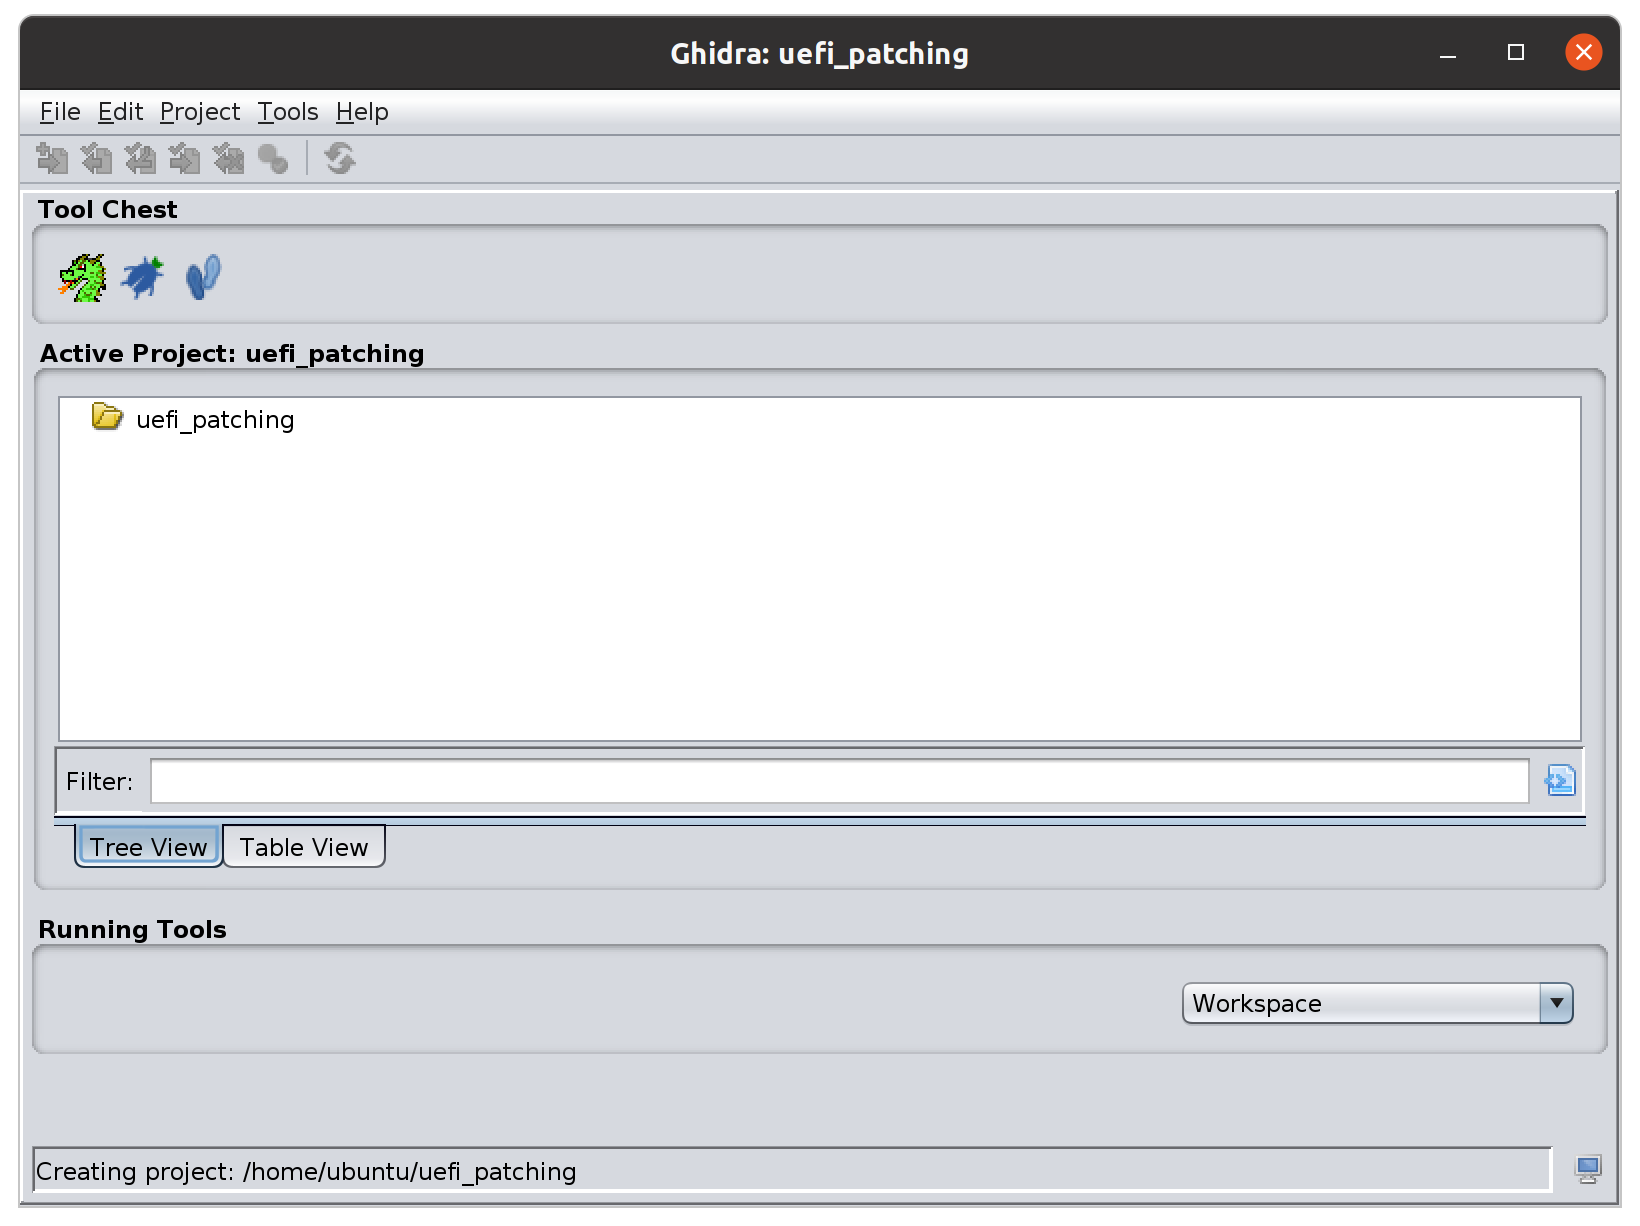 Ghidra: uefi_patching
File Edit Project Tools Help
Tool Chest
Active Project: uefi_patching
uefi_patching
Filter:
Tree View Table View
Running Tools
Workspace
Creating project: /home/ubuntu/uefi_patching